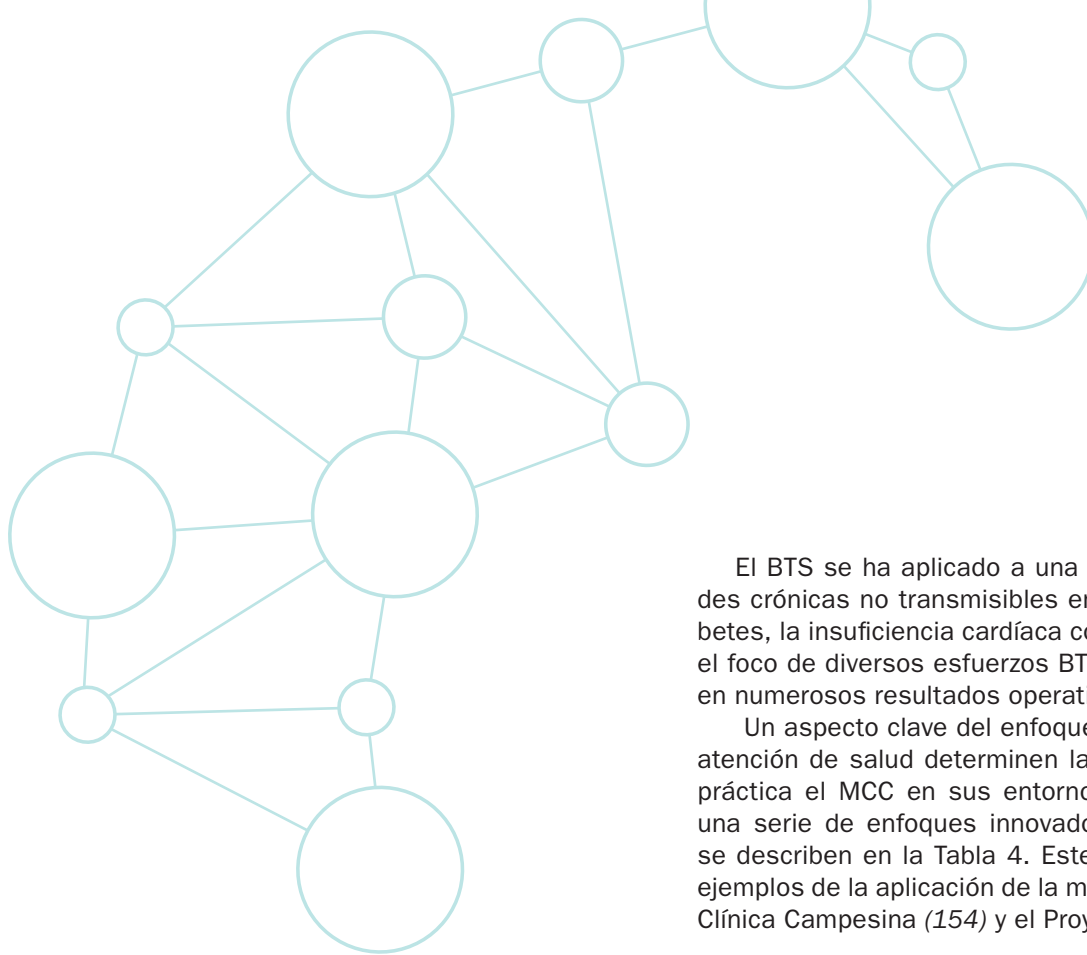 El BTS se ha aplicado a una
des crónicas no transmisibles en
betes, la insuficiencia cardíaca co
el foco de diversos esfuerzos BT
en numerosos resultados operati
Un aspecto clave del enfoque
atención de salud determinen la
práctica el MCC en sus entorno
una serie de enfoques innovado
se describen en la Tabla 4. Este
ejemplos de la aplicación de la m
Clínica Campesina (154) y el Proy